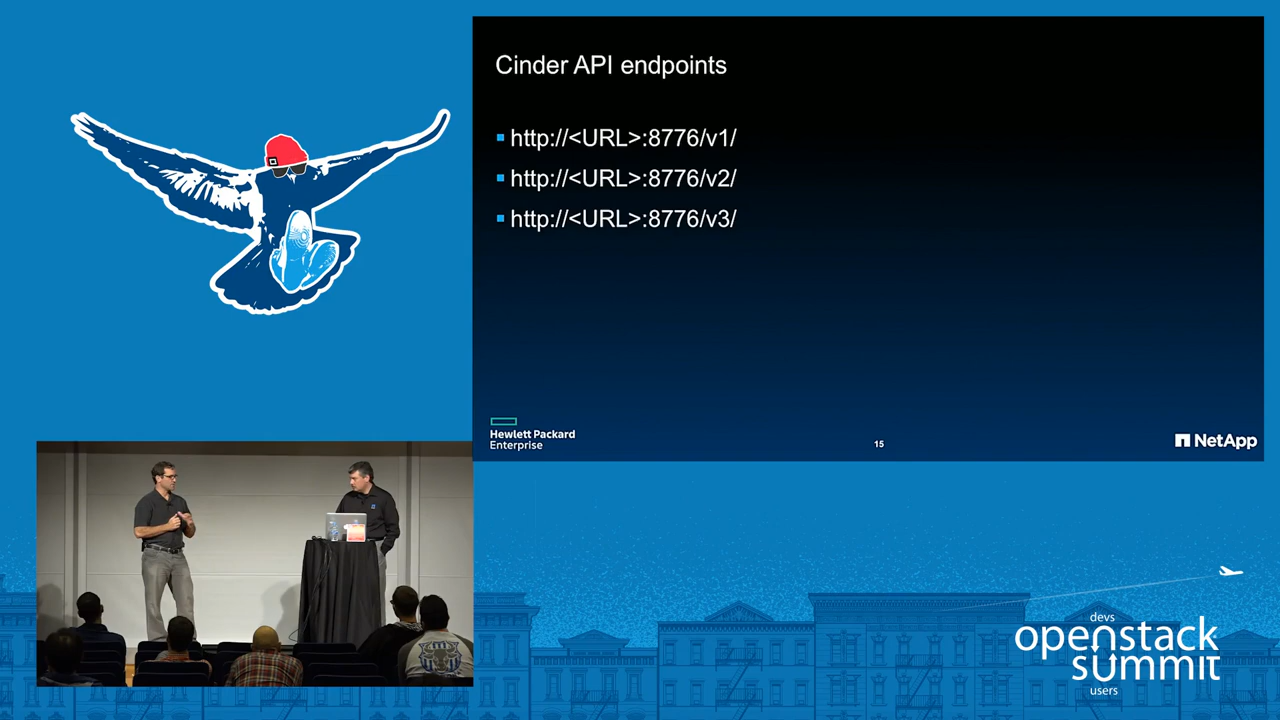 Cinder API endpoints
http://<URL>:8776/v1/
http://<URL>:8776/v2/
http://<URL>:8776/v3/
Hewlett Packard
Enterprise
15
NetApp
devs
openstack
summit
users